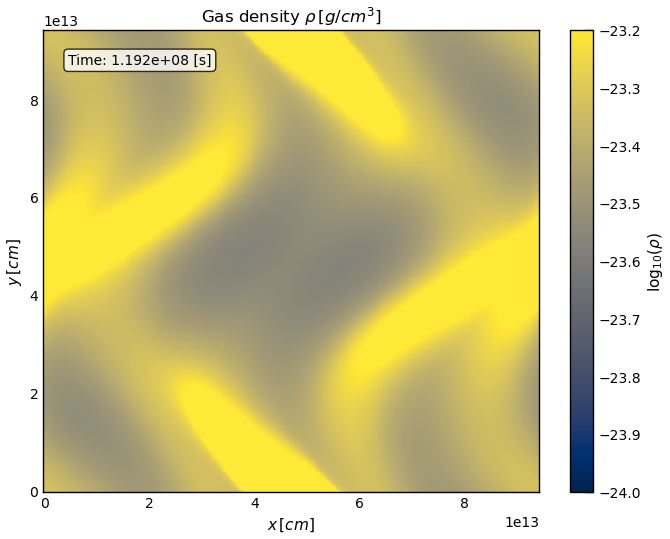 Gas density ρ [g/cm³]
1e13
Time: 1.192e+08 [s]
8
6
4
2
0
y [cm]
0 2 4 6 8
1e13
x [cm]
−23.2
−23.3
−23.4
−23.5
−23.6
−23.7
−23.8
−23.9
−24.0
log₁₀(ρ)